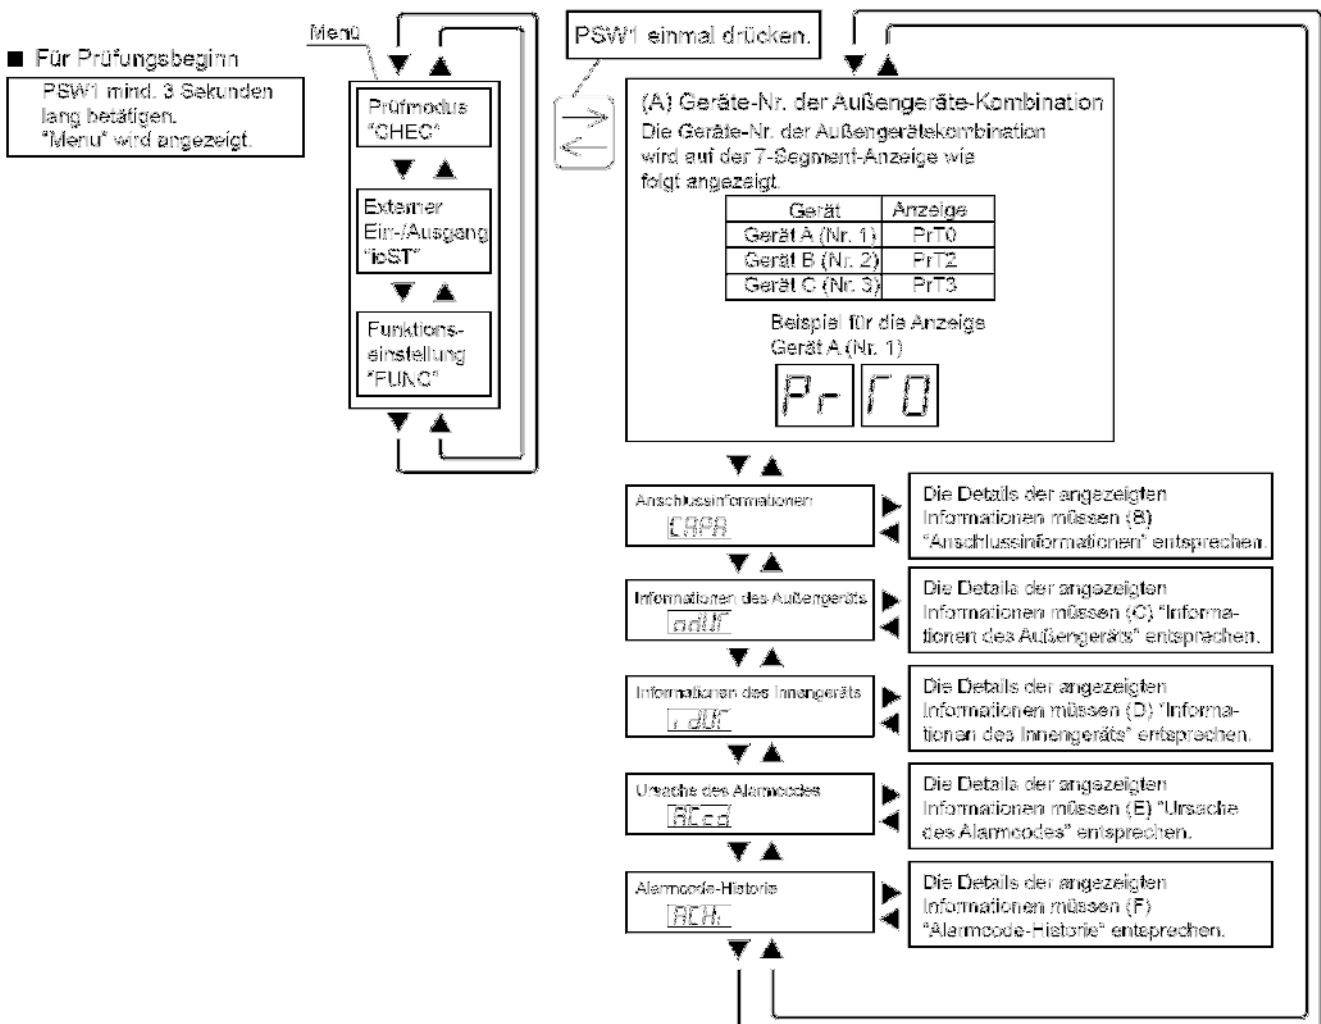 Menü
PSW1 einmal drücken.
■ Für Prüfungsbeginn
PSW1 mind. 3 Sekunden
lang betätigen.
"Menu" wird angezeigt.
Prüfmodus
"CHEC"
Externer
Ein-/Ausgang
"ioST"
Funktions-
einstellung
"FUNC"
(A) Geräte-Nr. der Außengeräte-Kombination
Die Geräte-Nr. der Außengerätekombination
wird auf der 7-Segment-Anzeige wie
folgt angezeigt.
Gerät Anzeige
Gerät A (Nr. 1) PrT0
Gerät B (Nr. 2) PrT2
Gerät C (Nr. 3) PrT3
Beispiel für die Anzeige
Gerät A (Nr. 1)
Pr T0
Anschlussinformationen
CAPA
Die Details der angezeigten
Informationen müssen (B)
"Anschlussinformationen" entsprechen.
Informationen des Außengeräts
odUT
Die Details der angezeigten
Informationen müssen (C) "Informa-
tionen des Außengeräts" entsprechen.
Informationen des Innengeräts
idUT
Die Details der angezeigten
Informationen müssen (D) "Informa-
tionen des Innengeräts" entsprechen.
Ursache des Alarmcodes
ACcd
Die Details der angezeigten
Informationen müssen (E) "Ursache
des Alarmcodes" entsprechen.
Alarmcode-Historie
ACHi
Die Details der angezeigten
Informationen müssen (F)
"Alarmcode-Historie" entsprechen.